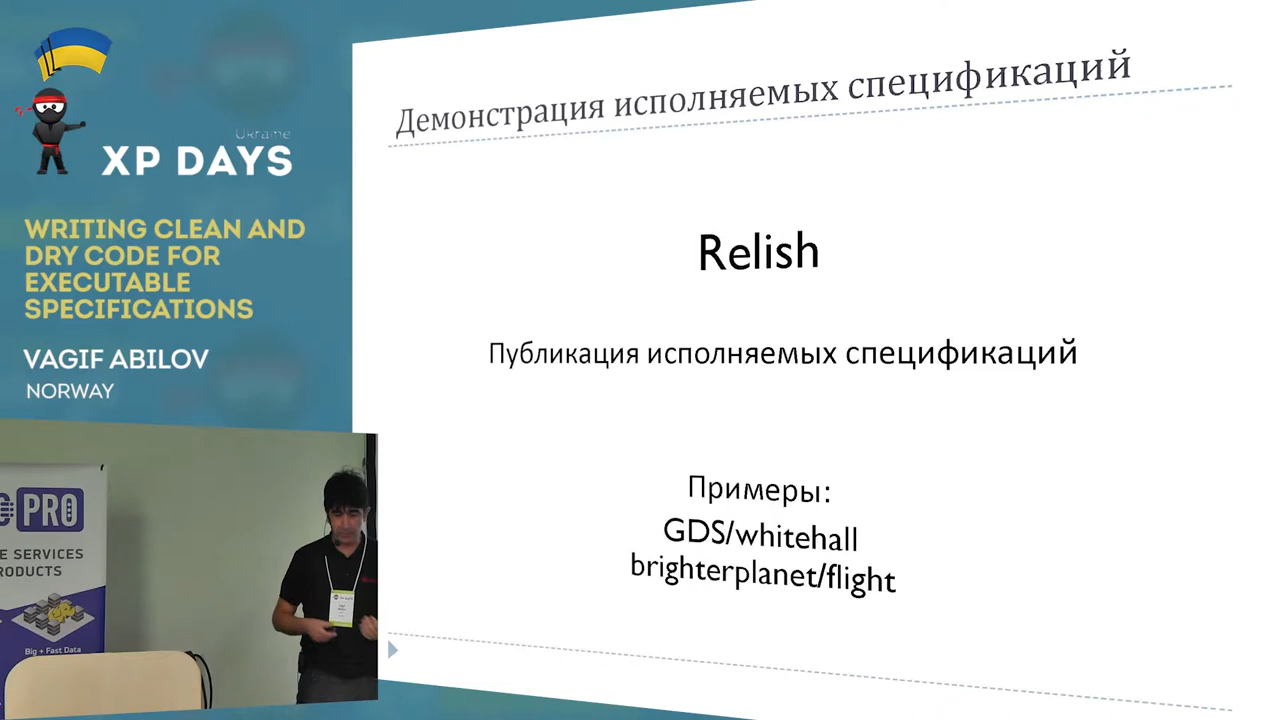 Ukraine
XP DAYS
WRITING CLEAN AND
DRY CODE FOR
EXECUTABLE
SPECIFICATIONS
VAGIF ABILOV
NORWAY
PRO
E SERVICES
RODUCTS
Big + Fast Data
Демонстрация исполняемых спецификаций
Relish
Публикация исполняемых спецификаций
Примеры:
GDS/whitehall
brighterplanet/flight